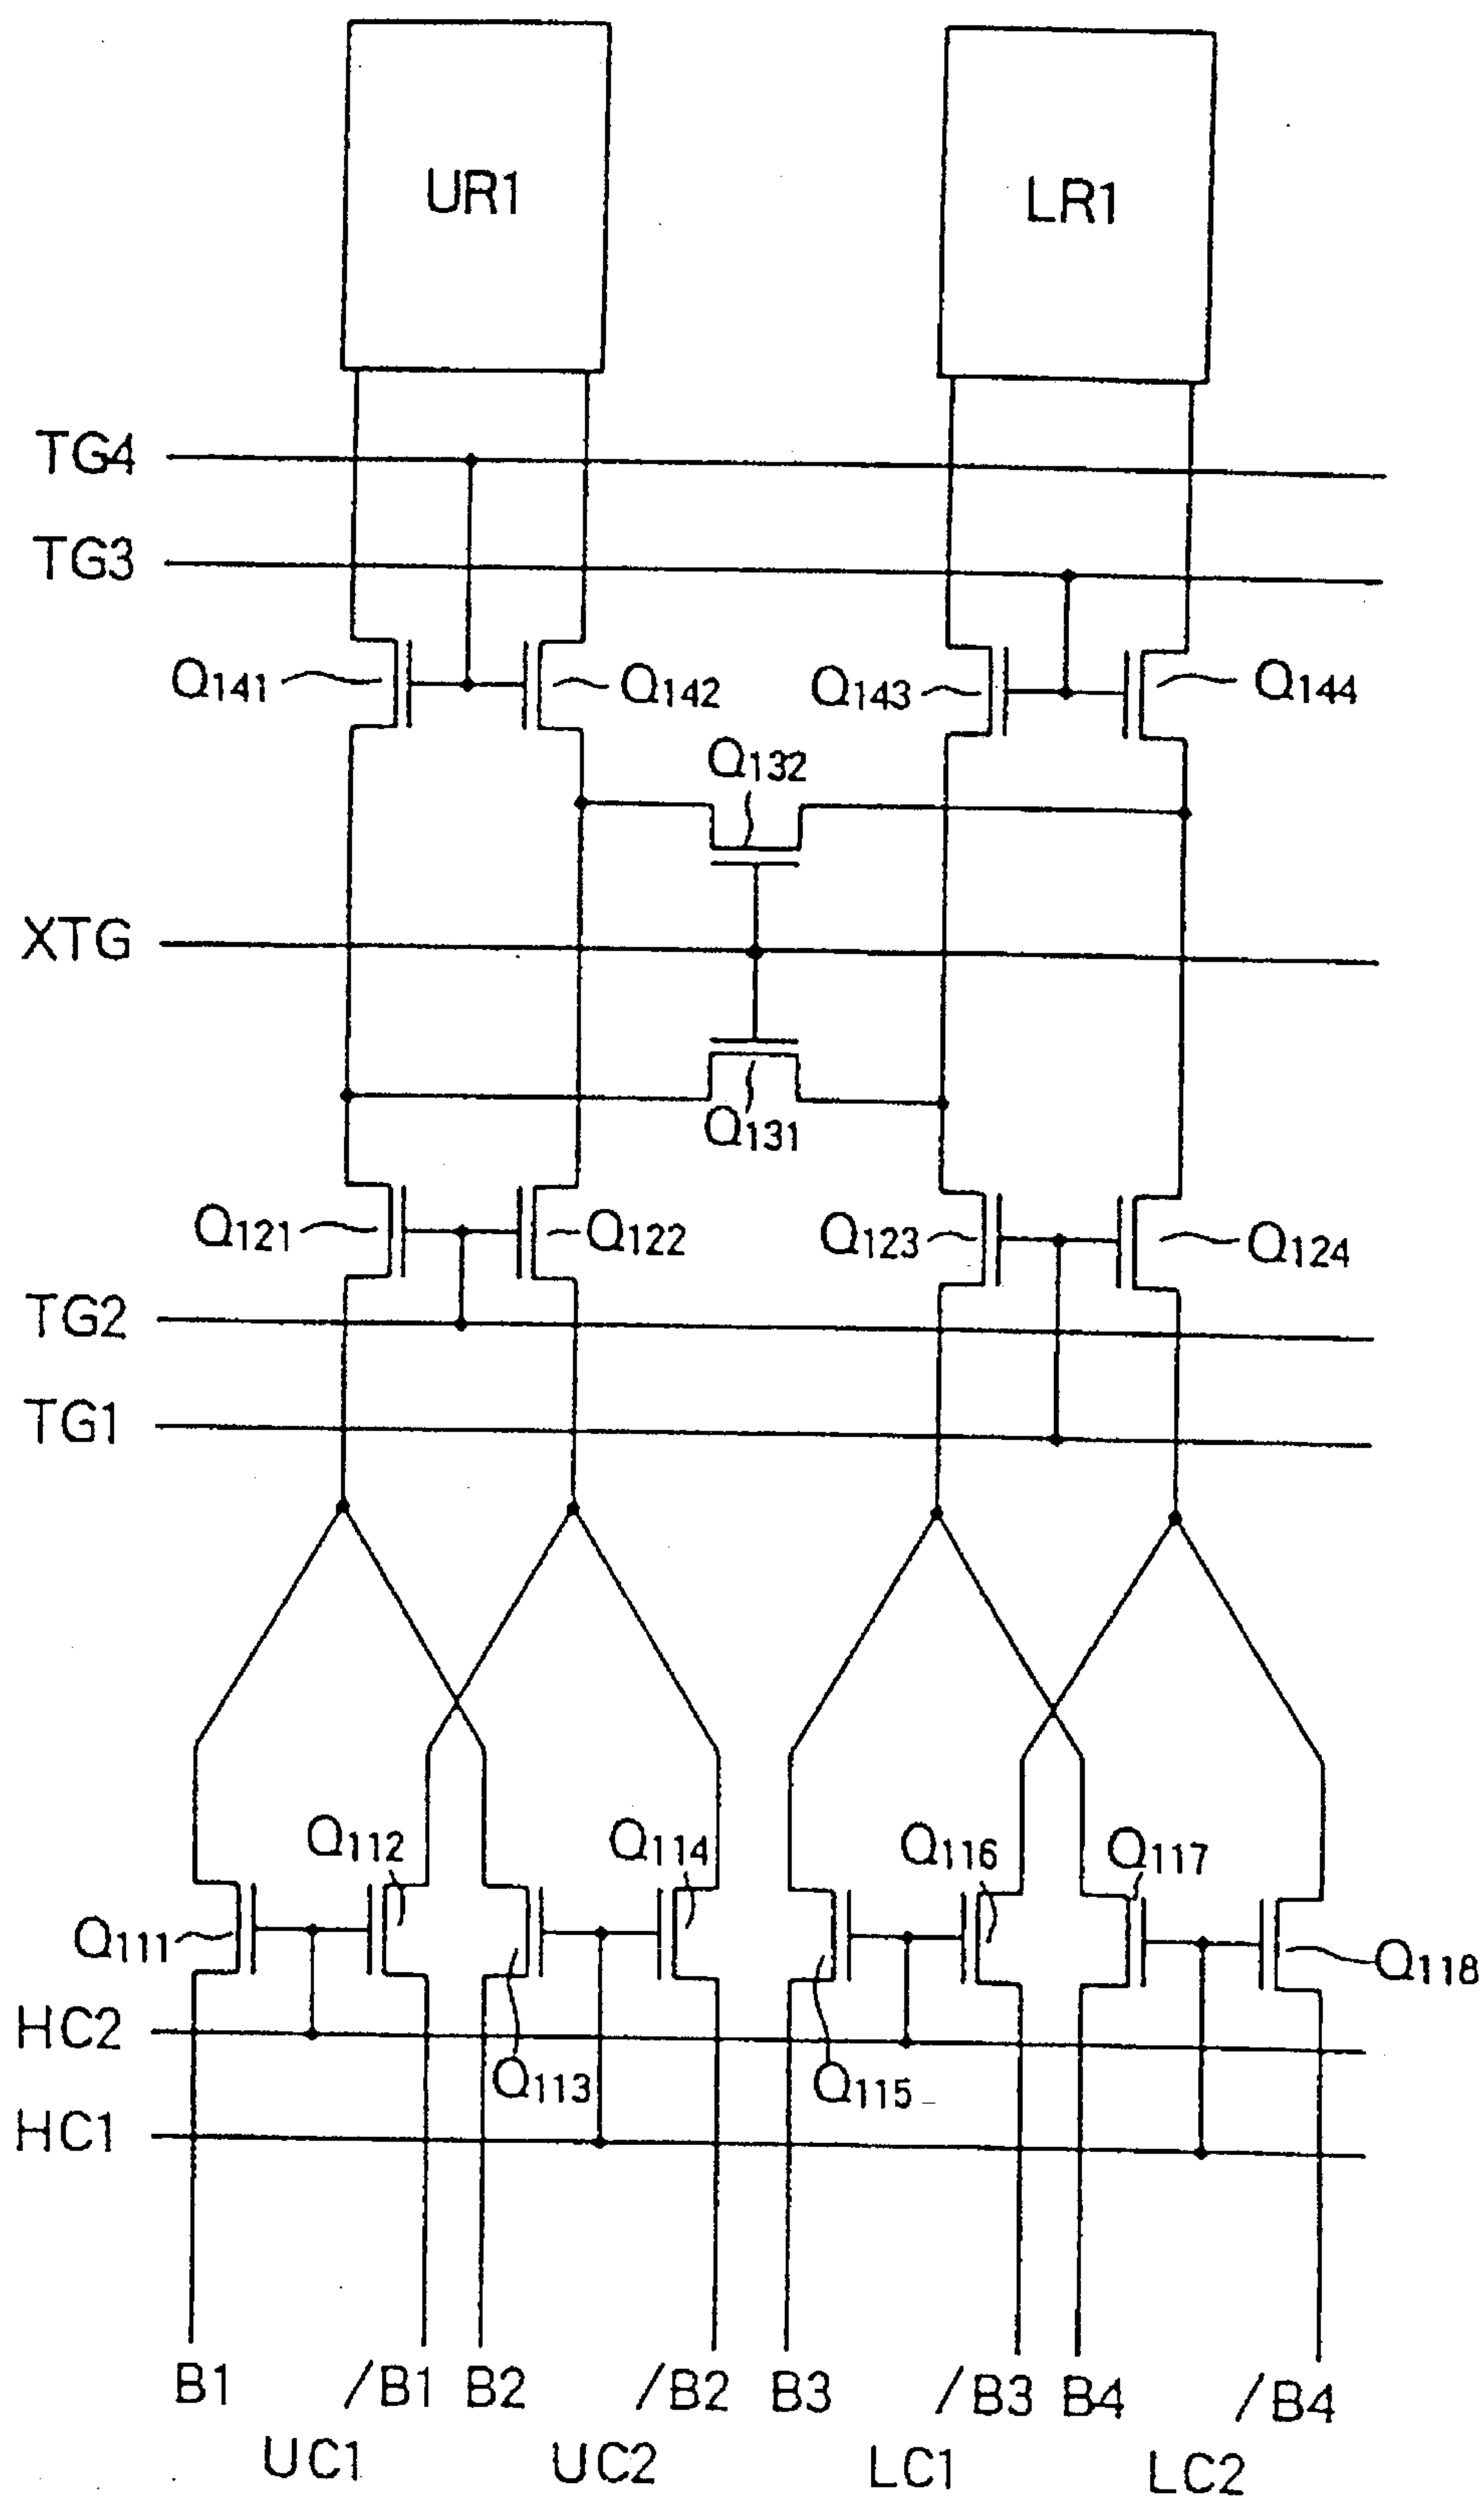 UR1 LR1
TG4
TG3
Q141 Q142 Q143 Q144
Q132
XTG
Q131
Q121 Q122 Q123 Q124
TG2
TG1
Q112 Q114 Q116 Q117
Q111 Q118
HC2
Q113 Q115
HC1
B1 /B1 B2 /B2 B3 /B3 B4 /B4
UC1 UC2 LC1 LC2